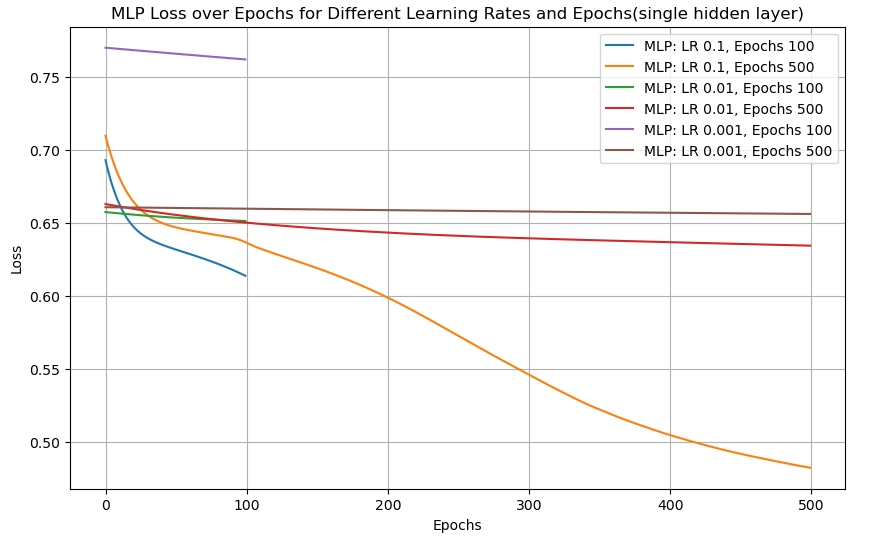 MLP Loss over Epochs for Different Learning Rates and Epochs(single hidden layer)
MLP: LR 0.1, Epochs 100
MLP: LR 0.1, Epochs 500
MLP: LR 0.01, Epochs 100
MLP: LR 0.01, Epochs 500
MLP: LR 0.001, Epochs 100
MLP: LR 0.001, Epochs 500
Loss
0.75
0.70
0.65
0.60
0.55
0.50
0 100 200 300 400 500
Epochs